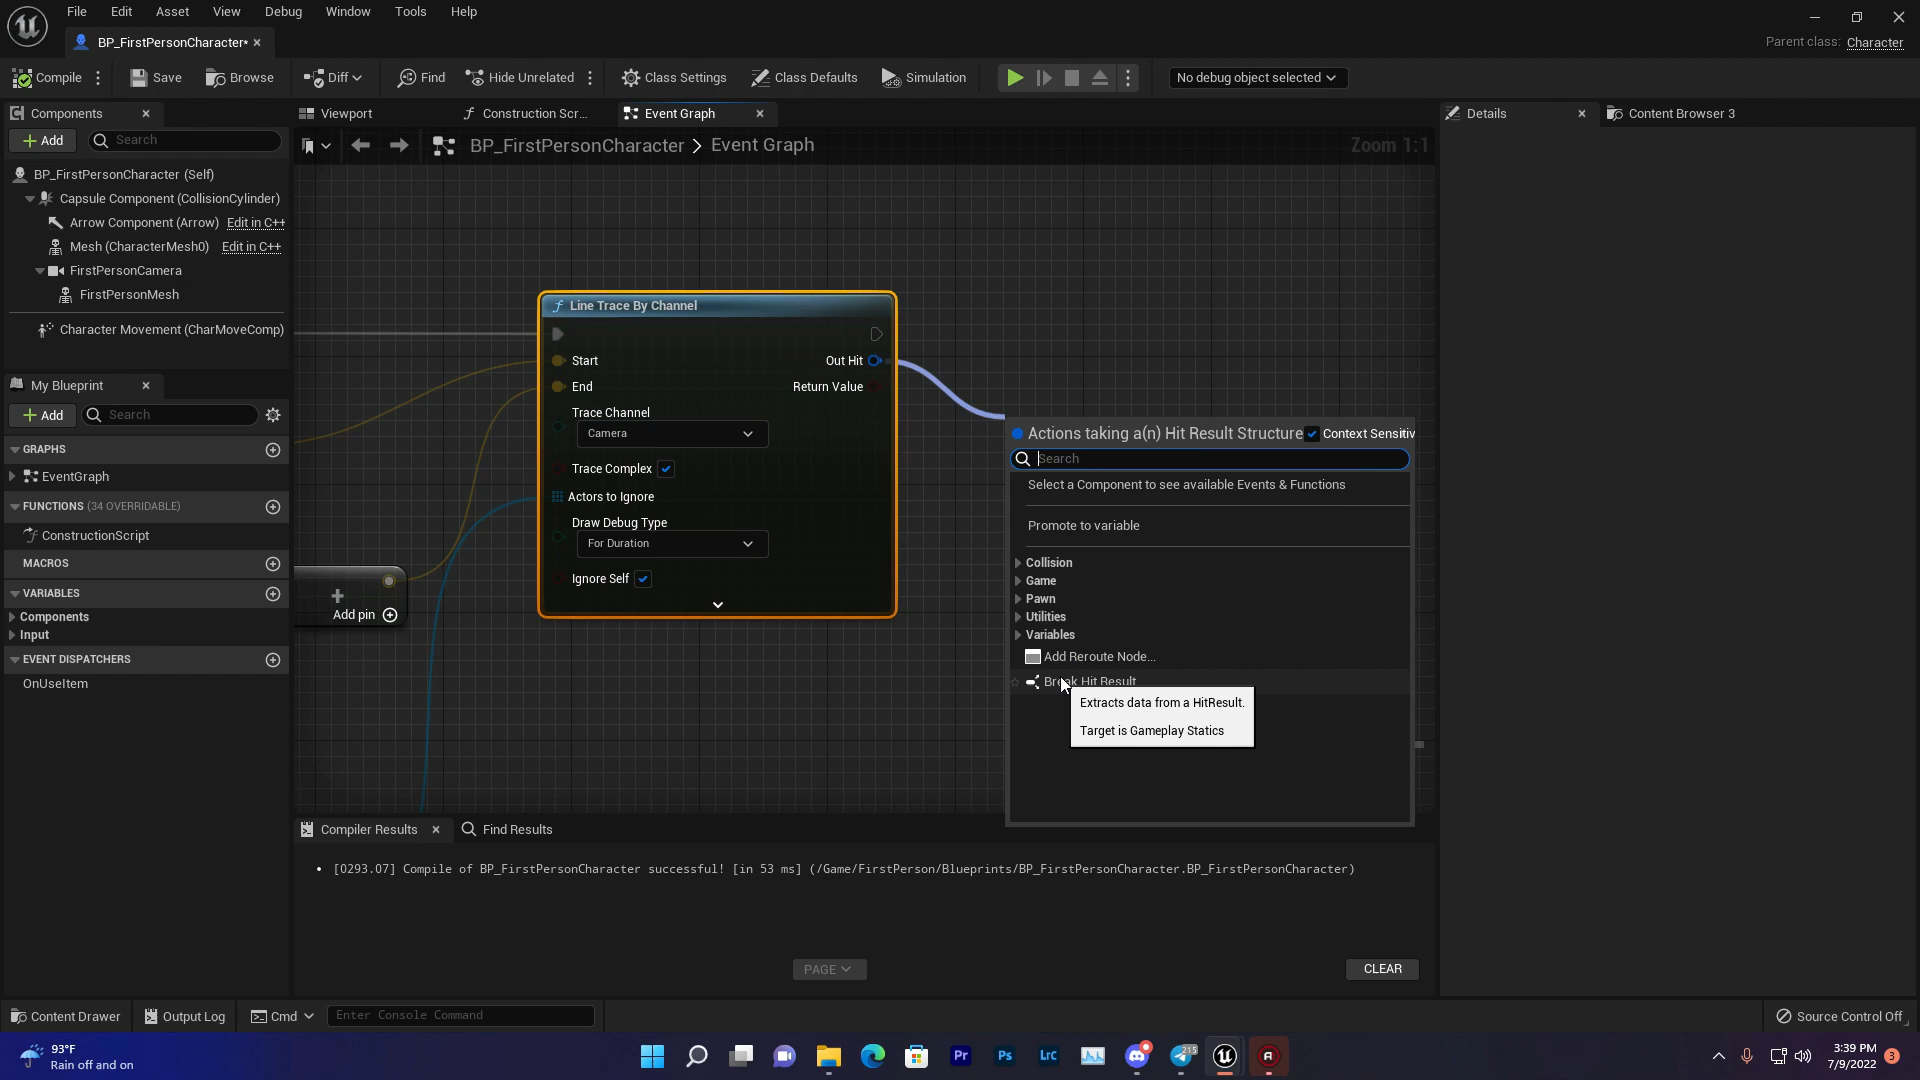 File Edit Asset View Debug Window Tools Help
BP_FirstPersonCharacter*
Parent class: Character
Compile Save Browse Diff Find Hide Unrelated Class Settings Class Defaults Simulation No debug object selected
Components
Viewport Construction Scr... Event Graph
Details Content Browser 3
Add Search
BP_FirstPersonCharacter > Event Graph
Zoom 1:1
BP_FirstPersonCharacter (Self)
Capsule Component (CollisionCylinder)
Arrow Component (Arrow) Edit in C++
Mesh (CharacterMesh0) Edit in C++
FirstPersonCamera
FirstPersonMesh
Character Movement (CharMoveComp)
My Blueprint
Add Search
GRAPHS
EventGraph
FUNCTIONS (34 OVERRIDABLE)
ConstructionScript
MACROS
VARIABLES
Components
Input
EVENT DISPATCHERS
OnUseItem
Add pin
Line Trace By Channel
Start
Out Hit
End
Return Value
Trace Channel
Camera
Trace Complex
Actors to Ignore
Draw Debug Type
For Duration
Ignore Self
Actions taking a(n) Hit Result Structure Context Sensitiv
Search
Select a Component to see available Events & Functions
Promote to variable
Collision
Game
Pawn
Utilities
Variables
Add Reroute Node...
Break Hit Result
Extracts data from a HitResult.
Target is Gameplay Statics
Compiler Results Find Results
• [0293.07] Compile of BP_FirstPersonCharacter successful! [in 53 ms] (/Game/FirstPerson/Blueprints/BP_FirstPersonCharacter.BP_FirstPersonCharacter)
PAGE
CLEAR
Content Drawer Output Log Cmd Enter Console Command
Source Control Off
93°F
Rain off and on
Pr Ps Lrc
215
3:39 PM
7/9/2022
3